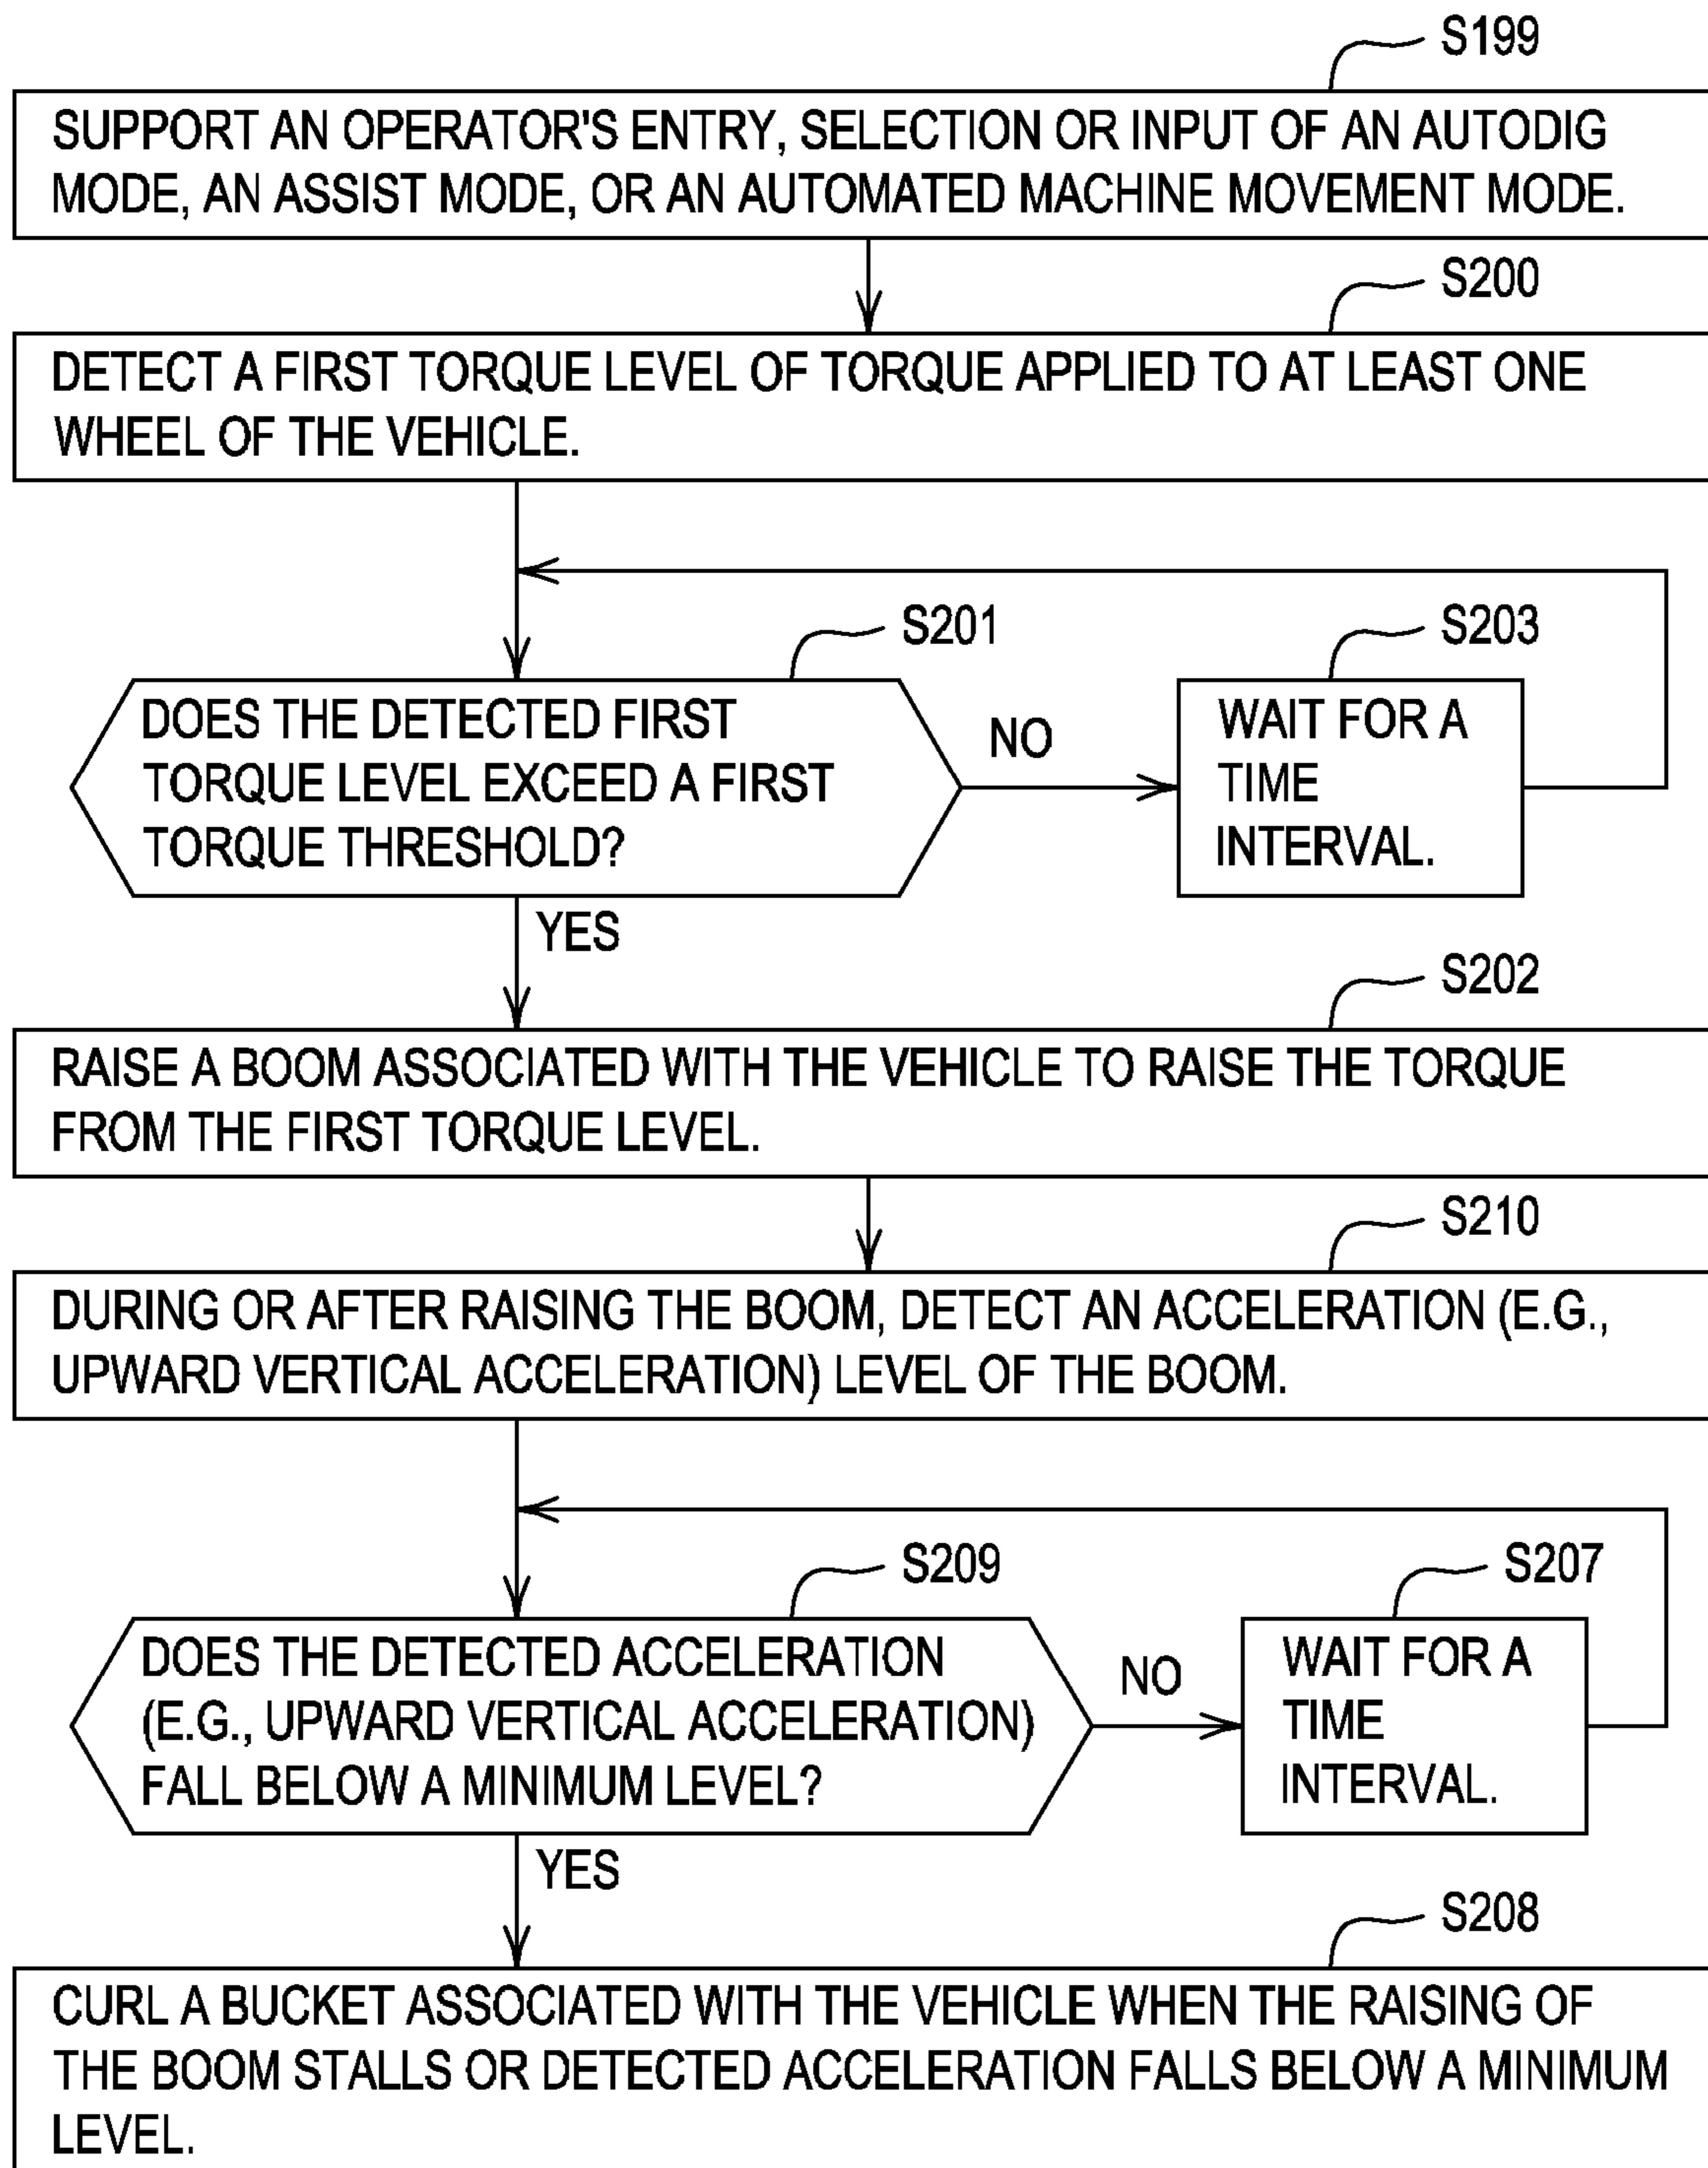 S199
SUPPORT AN OPERATOR'S ENTRY, SELECTION OR INPUT OF AN AUTODIG
MODE, AN ASSIST MODE, OR AN AUTOMATED MACHINE MOVEMENT MODE.
S200
DETECT A FIRST TORQUE LEVEL OF TORQUE APPLIED TO AT LEAST ONE
WHEEL OF THE VEHICLE.
S201
DOES THE DETECTED FIRST
TORQUE LEVEL EXCEED A FIRST
TORQUE THRESHOLD?
NO
S203
WAIT FOR A
TIME
INTERVAL.
YES
S202
RAISE A BOOM ASSOCIATED WITH THE VEHICLE TO RAISE THE TORQUE
FROM THE FIRST TORQUE LEVEL.
S210
DURING OR AFTER RAISING THE BOOM, DETECT AN ACCELERATION (E.G.,
UPWARD VERTICAL ACCELERATION) LEVEL OF THE BOOM.
S209
DOES THE DETECTED ACCELERATION
(E.G., UPWARD VERTICAL ACCELERATION)
FALL BELOW A MINIMUM LEVEL?
NO
S207
WAIT FOR A
TIME
INTERVAL.
YES
S208
CURL A BUCKET ASSOCIATED WITH THE VEHICLE WHEN THE RAISING OF
THE BOOM STALLS OR DETECTED ACCELERATION FALLS BELOW A MINIMUM
LEVEL.